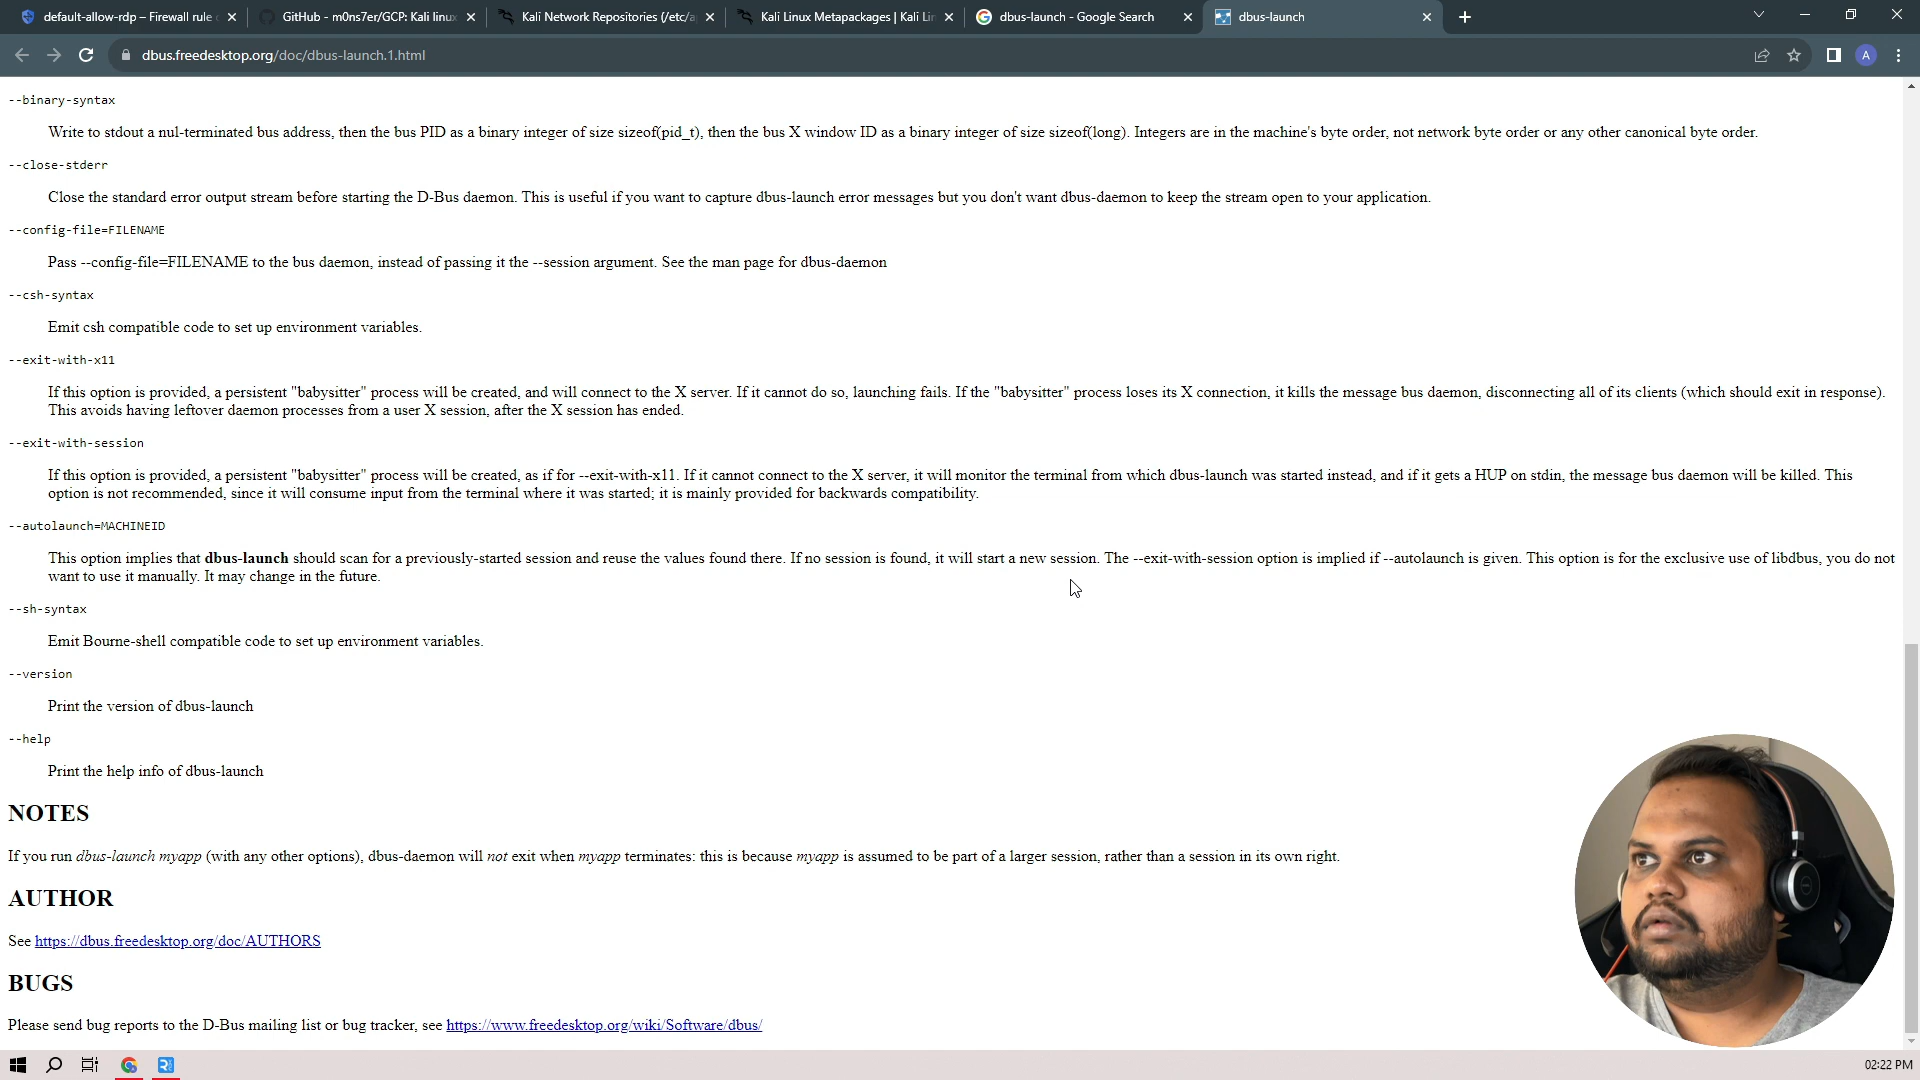 default-allow-rdp – Firewall rule
GitHub - m0ns7er/GCP: Kali linux
Kali Network Repositories (/etc/a
Kali Linux Metapackages | Kali Lin
dbus-launch - Google Search
dbus-launch
dbus.freedesktop.org/doc/dbus-launch.1.html
A
--binary-syntax
Write to stdout a nul-terminated bus address, then the bus PID as a binary integer of size sizeof(pid_t), then the bus X window ID as a binary integer of size sizeof(long). Integers are in the machine's byte order, not network byte order or any other canonical byte order.
--close-stderr
Close the standard error output stream before starting the D-Bus daemon. This is useful if you want to capture dbus-launch error messages but you don't want dbus-daemon to keep the stream open to your application.
--config-file=FILENAME
Pass --config-file=FILENAME to the bus daemon, instead of passing it the --session argument. See the man page for dbus-daemon
--csh-syntax
Emit csh compatible code to set up environment variables.
--exit-with-x11
If this option is provided, a persistent "babysitter" process will be created, and will connect to the X server. If it cannot do so, launching fails. If the "babysitter" process loses its X connection, it kills the message bus daemon, disconnecting all of its clients (which should exit in response).
This avoids having leftover daemon processes from a user X session, after the X session has ended.
--exit-with-session
If this option is provided, a persistent "babysitter" process will be created, as if for --exit-with-x11. If it cannot connect to the X server, it will monitor the terminal from which dbus-launch was started instead, and if it gets a HUP on stdin, the message bus daemon will be killed. This
option is not recommended, since it will consume input from the terminal where it was started; it is mainly provided for backwards compatibility.
--autolaunch=MACHINEID
This option implies that dbus-launch should scan for a previously-started session and reuse the values found there. If no session is found, it will start a new session. The --exit-with-session option is implied if --autolaunch is given. This option is for the exclusive use of libdbus, you do not
want to use it manually. It may change in the future.
--sh-syntax
Emit Bourne-shell compatible code to set up environment variables.
--version
Print the version of dbus-launch
--help
Print the help info of dbus-launch
NOTES
If you run dbus-launch myapp (with any other options), dbus-daemon will not exit when myapp terminates: this is because myapp is assumed to be part of a larger session, rather than a session in its own right.
AUTHOR
See https://dbus.freedesktop.org/doc/AUTHORS
BUGS
Please send bug reports to the D-Bus mailing list or bug tracker, see https://www.freedesktop.org/wiki/Software/dbus/
02:22 PM